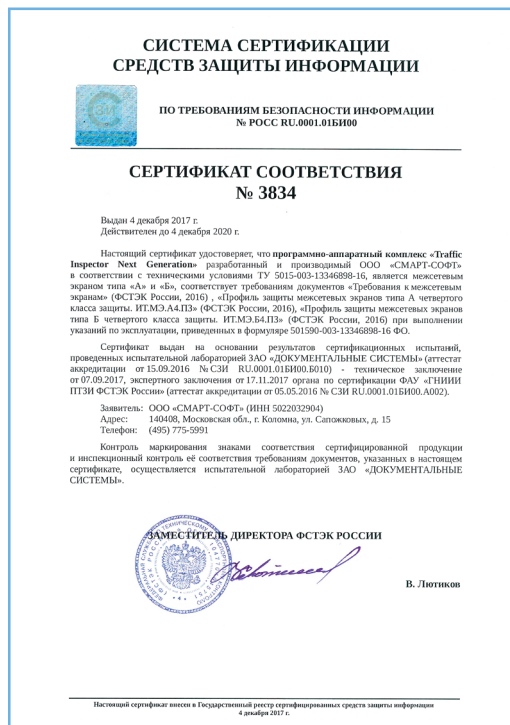 СИСТЕМА СЕРТИФИКАЦИИ
СРЕДСТВ ЗАЩИТЫ ИНФОРМАЦИИ
СЗИ
ПО ТРЕБОВАНИЯМ БЕЗОПАСНОСТИ ИНФОРМАЦИИ
№ РОСС RU.0001.01БИ00
СЕРТИФИКАТ СООТВЕТСТВИЯ
№ 3834
Выдан 4 декабря 2017 г.
Действителен до 4 декабря 2020 г.
Настоящий сертификат удостоверяет, что программно-аппаратный комплекс «Traffic
Inspector Next Generation» разработанный и производимый ООО «СМАРТ-СОФТ»
в соответствии с техническими условиями ТУ 5015-003-13346898-16, является межсетевым
экраном типа «А» и «Б», соответствует требованиям документов «Требования к межсетевым
экранам» (ФСТЭК России, 2016) , «Профиль защиты межсетевых экранов типа А четвертого
класса защиты. ИТ.МЭ.А4.ПЗ» (ФСТЭК России, 2016), «Профиль защиты межсетевых экранов
типа Б четвертого класса защиты. ИТ.МЭ.Б4.ПЗ» (ФСТЭК России, 2016) при выполнении
указаний по эксплуатации, приведенных в формуляре 501590-003-13346898-16 ФО.
Сертификат выдан на основании результатов сертификационных испытаний,
проведенных испытательной лабораторией ЗАО «ДОКУМЕНТАЛЬНЫЕ СИСТЕМЫ» (аттестат
аккредитации от 15.09.2016 № СЗИ RU.0001.01БИ00.Б010) - техническое заключение
от 07.09.2017, экспертного заключения от 17.11.2017 органа по сертификации ФАУ «ГНИИИ
ПТЗИ ФСТЭК России» (аттестат аккредитации от 05.05.2016 № СЗИ RU.0001.01БИ00.А002).
Заявитель: ООО «СМАРТ-СОФТ» (ИНН 5022032904)
Адрес: 140408, Московская обл., г. Коломна, ул. Сапожковых, д. 15
Телефон: (495) 775-5991
Контроль маркирования знаками соответствия сертифицированной продукции
и инспекционный контроль её соответствия требованиям документов, указанных в настоящем
сертификате, осуществляется испытательной лабораторией ЗАО «ДОКУМЕНТАЛЬНЫЕ
СИСТЕМЫ».
ЗАМЕСТИТЕЛЬ ДИРЕКТОРА ФСТЭК РОССИИ
В. Лютиков
Настоящий сертификат внесен в Государственный реестр сертифицированных средств защиты информации
4 декабря 2017 г.